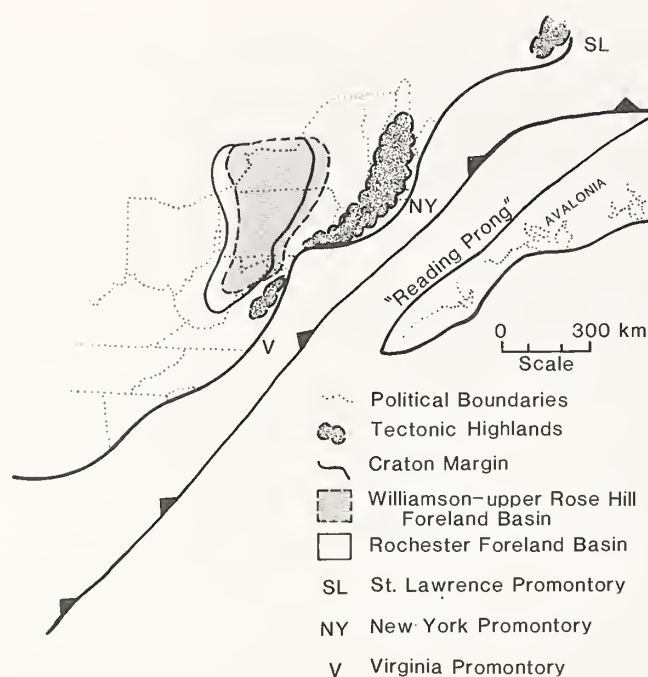 SL
NY
AVALONIA
"Reading Prong"
V
0 300 km
Scale
Political Boundaries
Tectonic Highlands
Craton Margin
Williamson-upper Rose Hill
Foreland Basin
Rochester Foreland Basin
SL St. Lawrence Promontory
NY New York Promontory
V Virginia Promontory